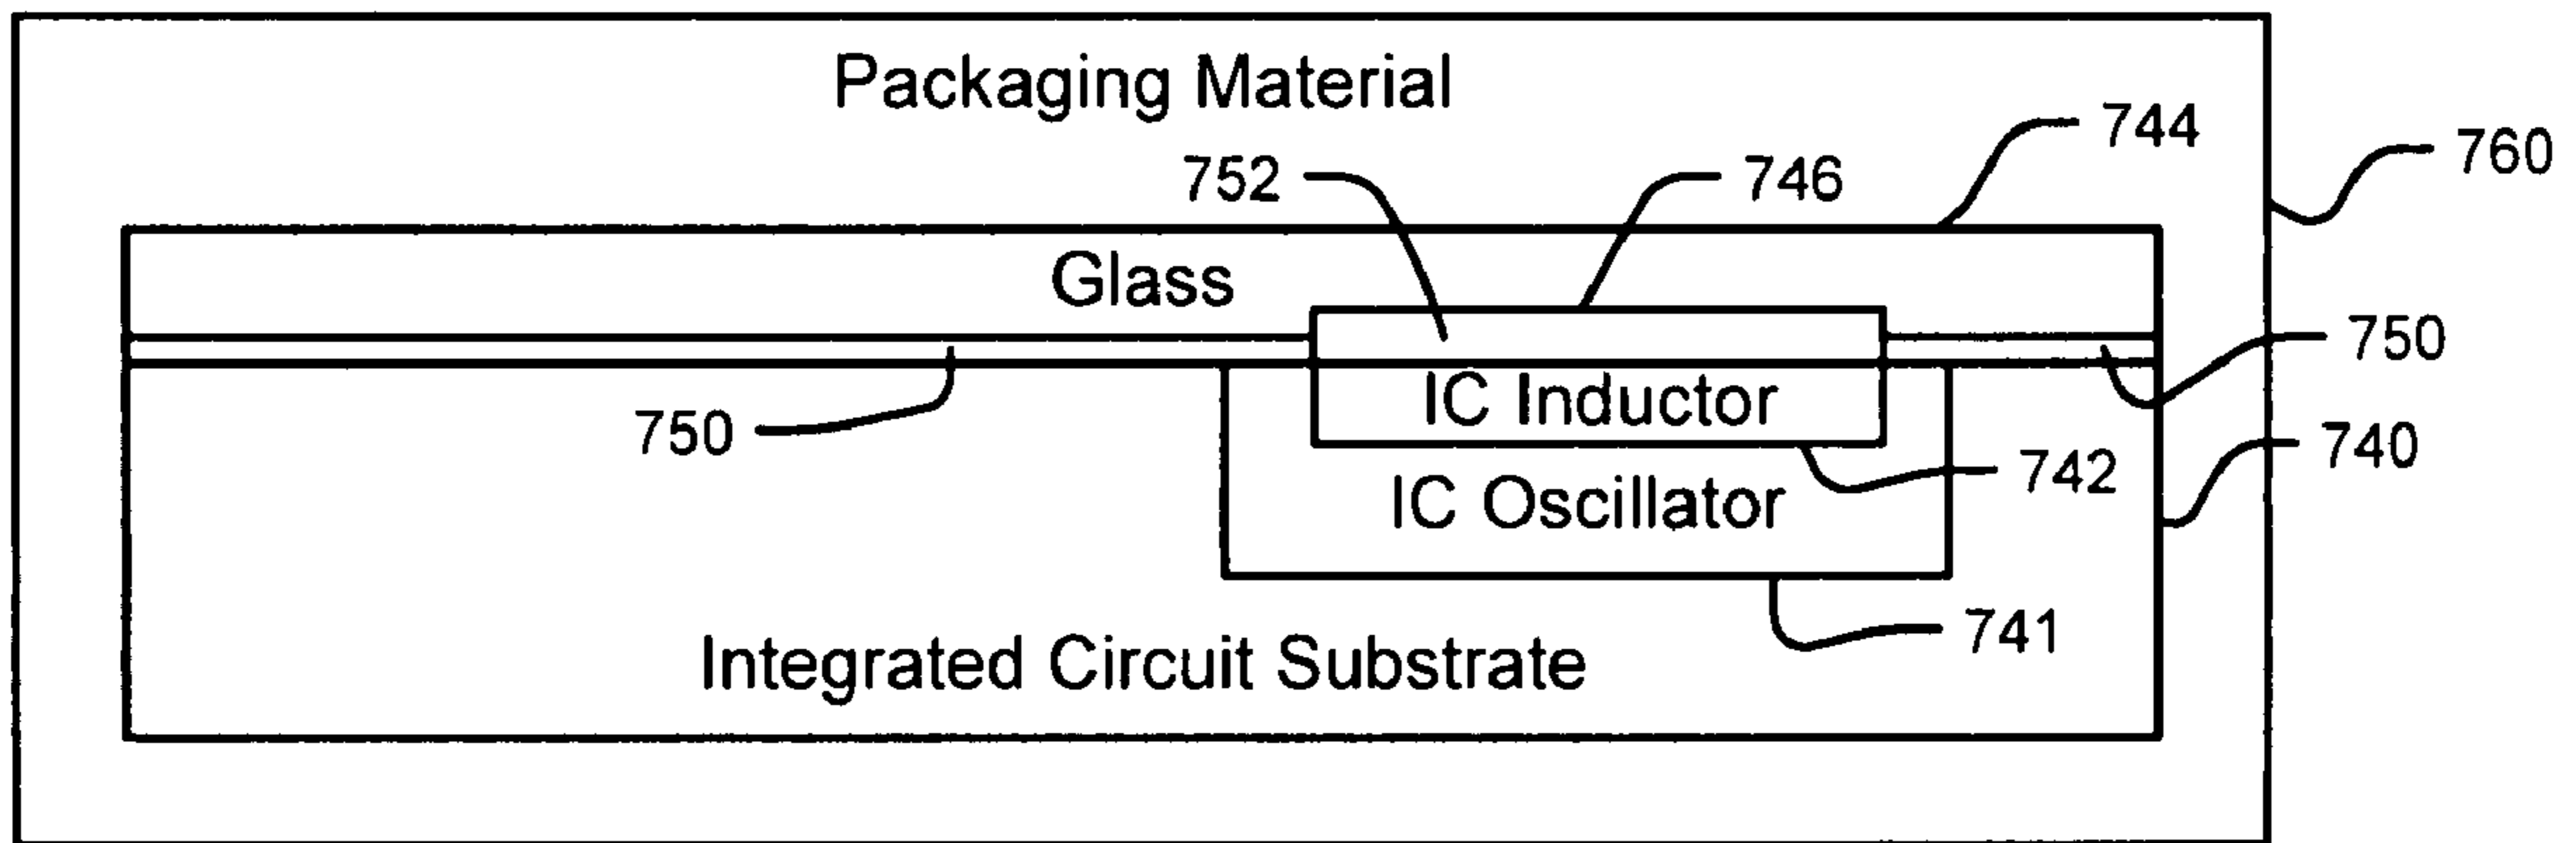 Packaging Material
744
760
752
746
Glass
750
IC Inductor
750
742
740
IC Oscillator
741
Integrated Circuit Substrate